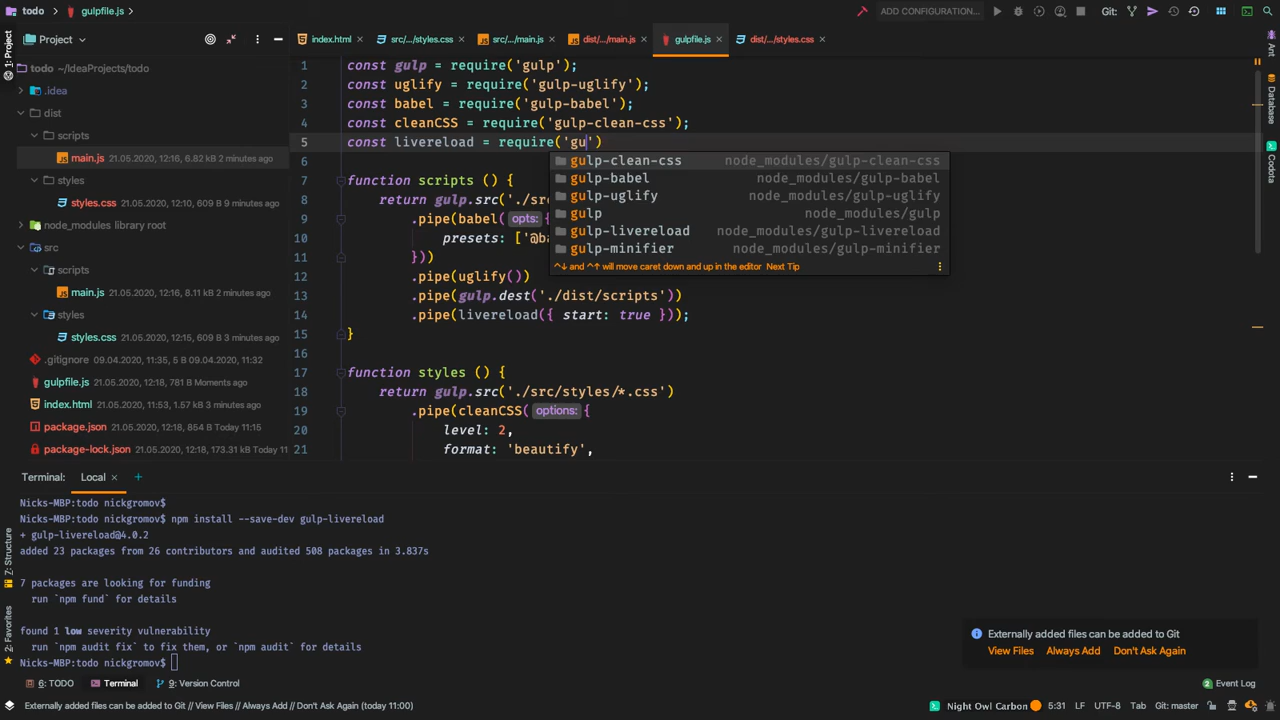 todo › gulpfile.js
ADD CONFIGURATION...
Git:
1: Project
Project
index.html
src/.../styles.css
src/.../main.js
dist/.../main.js
gulpfile.js
dist/.../styles.css
todo ~/IdeaProjects/todo
.idea
dist
scripts
main.js 21.05.2020, 12:16, 6.82 kB 2 minutes ago
styles
styles.css 21.05.2020, 12:10, 609 B 9 minutes ago
node_modules library root
src
scripts
main.js 21.05.2020, 12:16, 8.11 kB 2 minutes ago
styles
styles.css 21.05.2020, 12:15, 609 B 3 minutes ago
.gitignore 09.04.2020, 11:35, 5 B 09.04.2020, 11:32
gulpfile.js 21.05.2020, 12:18, 781 B Moments ago
index.html 21.05.2020, 11:53, 1.57 kB 3 minutes ago
package.json 21.05.2020, 12:18, 854 B Today 11:15
package-lock.json 21.05.2020, 12:18, 173.31 kB Today 11
1 const gulp = require('gulp');
2 const uglify = require('gulp-uglify');
3 const babel = require('gulp-babel');
4 const cleanCSS = require('gulp-clean-css');
5 const livereload = require('gu')
6
7 function scripts () {
8 return gulp.src('./sr
9 .pipe(babel( opts: {
10 presets: ['@ba
11 }))
12 .pipe(uglify())
13 .pipe(gulp.dest('./dist/scripts'))
14 .pipe(livereload({ start: true }));
15 }
16
17 function styles () {
18 return gulp.src('./src/styles/*.css')
19 .pipe(cleanCSS( options: {
20 level: 2,
21 format: 'beautify',
gulp-clean-css node_modules/gulp-clean-css
gulp-babel node_modules/gulp-babel
gulp-uglify node_modules/gulp-uglify
gulp node_modules/gulp
gulp-livereload node_modules/gulp-livereload
gulp-minifier node_modules/gulp-minifier
^↓ and ^↑ will move caret down and up in the editor Next Tip
Ant
Database
Codota
Terminal: Local
Nicks-MBP:todo nickgromov$
Nicks-MBP:todo nickgromov$ npm install --save-dev gulp-livereload
+ gulp-livereload@4.0.2
added 23 packages from 26 contributors and audited 508 packages in 3.837s
7 packages are looking for funding
run `npm fund` for details
found 1 low severity vulnerability
run `npm audit fix` to fix them, or `npm audit` for details
Nicks-MBP:todo nickgromov$
Z: Structure
2: Favorites
Externally added files can be added to Git
View Files Always Add Don't Ask Again
6: TODO
Terminal
9: Version Control
2 Event Log
Externally added files can be added to Git // View Files // Always Add // Don't Ask Again (today 11:00)
Night Owl Carbon
5:31 LF UTF-8 Tab Git: master